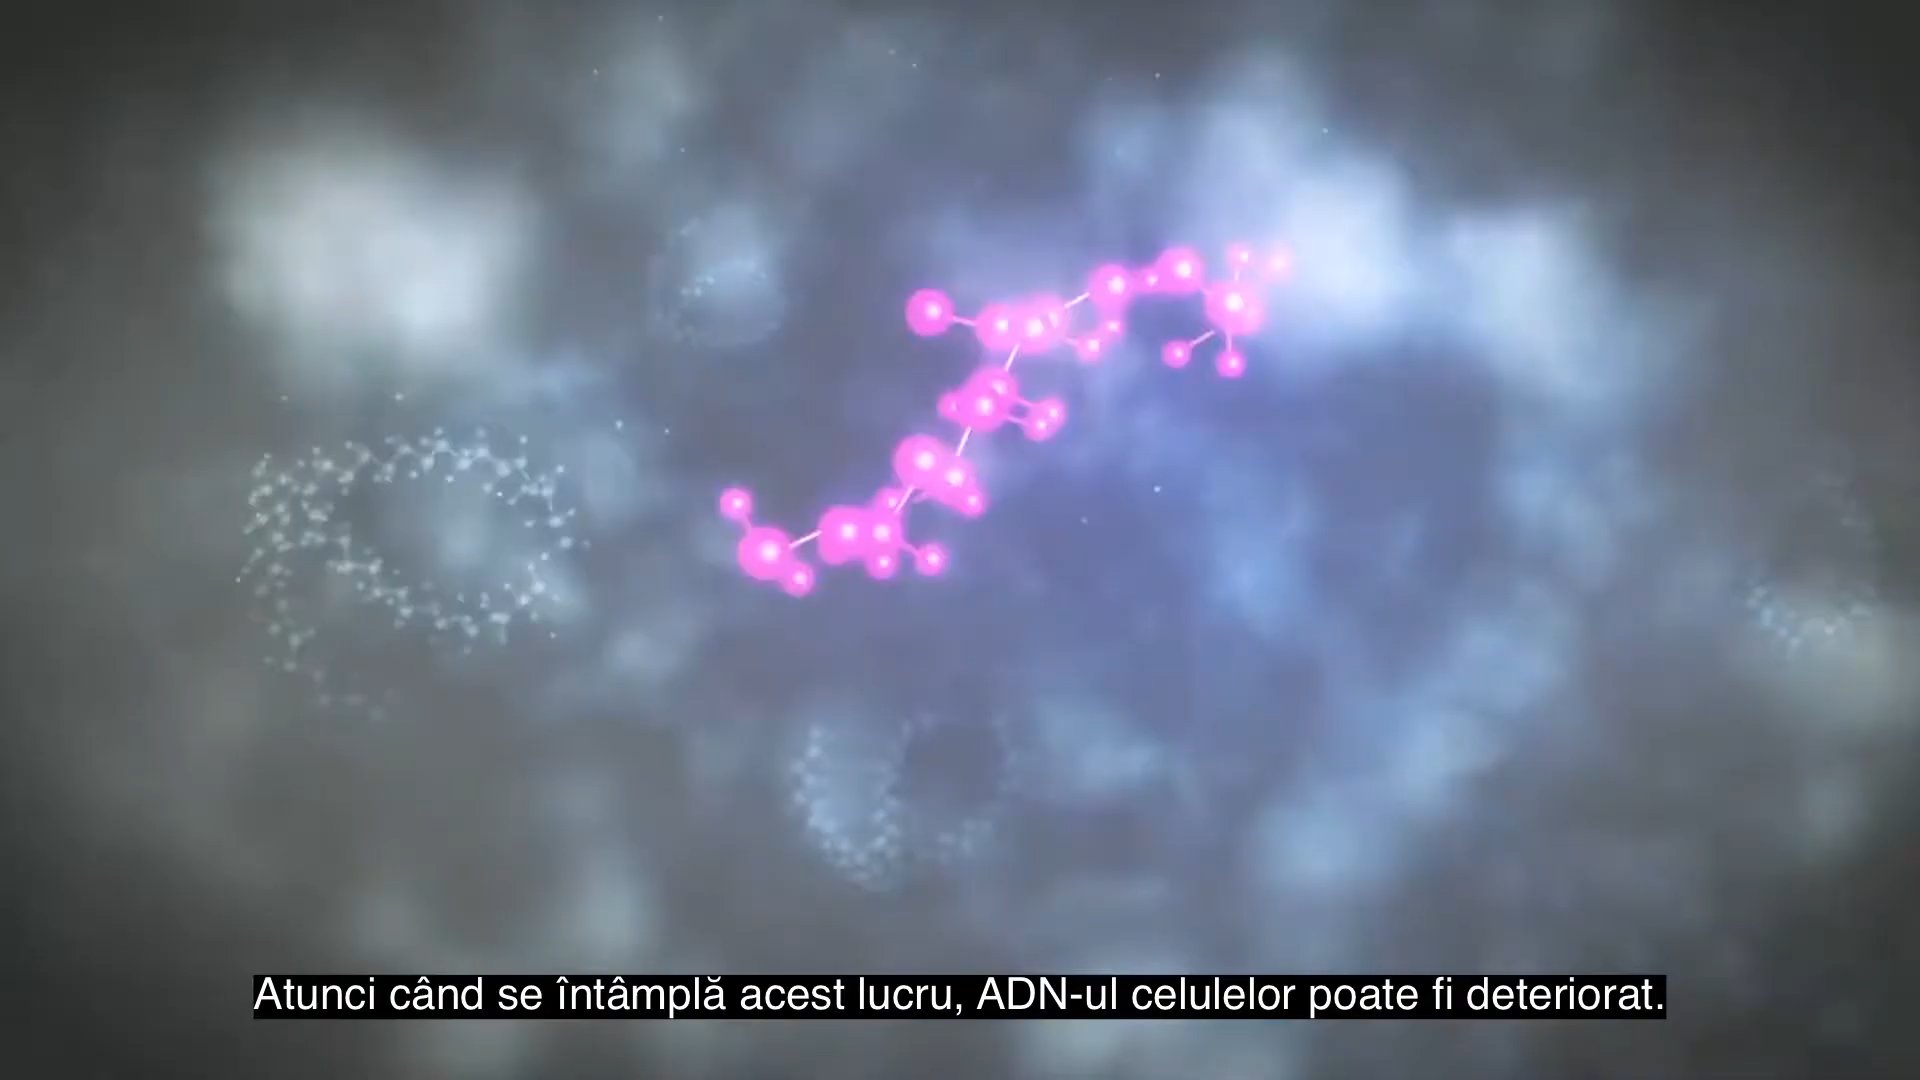 Atunci când se întâmplă acest lucru, ADN-ul celulelor poate fi deteriorat.